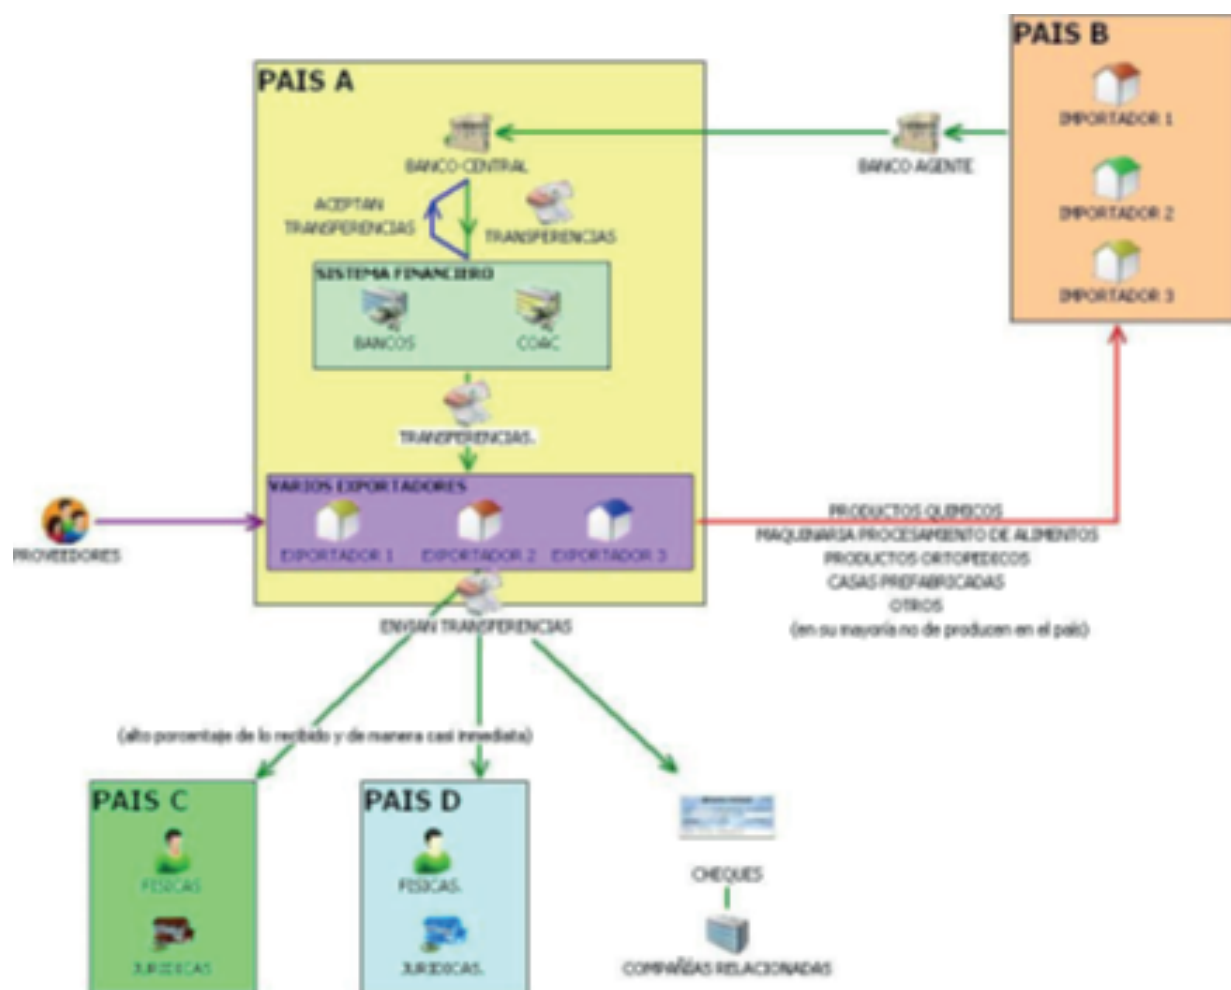 PAIS B
PAIS A
IMPORTADOR 1
BANCO CENTRAL
BANCO AGENTE
ACEPTAN
TRANSFERENCIAS
TRANSFERENCIAS
IMPORTADOR 2
SISTEMA FINANCIERO
IMPORTADOR 3
BANCOS
COAC
TRANSFERENCIAS.
VARIOS EXPORTADORES
EXPORTADOR 1
EXPORTADOR 2
EXPORTADOR 3
PROVEEDORES
PRODUCTOS QUIMICOS
MAQUINARIA PROCESAMIENTO DE ALIMENTOS
PRODUCTOS ORTOPEDECOS
CASAS PREFABRICADAS
OTROS
(en su mayoría no de producen en el país)
ENVIAN TRANSFERENCIAS
(alto porcentaje de lo recibido y de manera casi inmediata)
PAIS C
FISICAS
JURIDICAS
PAIS D
FISICAS.
JURIDICAS.
CHEQUES
COMPAÑÍAS RELACIONADAS